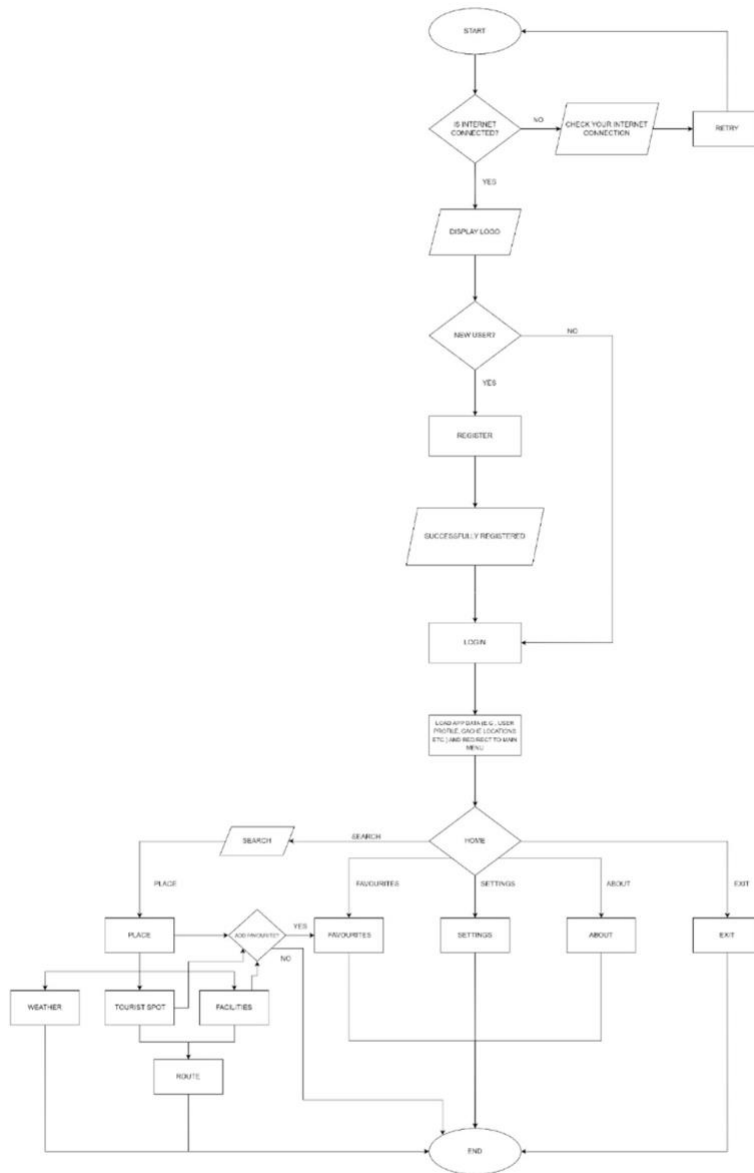 START
IS INTERNET
CONNECTED?
NO
CHECK YOUR INTERNET
CONNECTION
RETRY
YES
DISPLAY LOGO
NEW USER?
NO
YES
REGISTER
SUCCESSFULLY REGISTERED
LOGIN
LOAD APP DATA (E.G., USER
PROFILE, CACHE LOCATIONS
ETC.) AND REDIRECT TO MAIN
MENU
HOME
SEARCH
SEARCH
PLACE
FAVOURITES
SETTINGS
ABOUT
EXIT
PLACE
ADD FAVOURITE?
YES
NO
FAVOURITES
SETTINGS
ABOUT
EXIT
WEATHER
TOURIST SPOT
FACILITIES
ROUTE
END